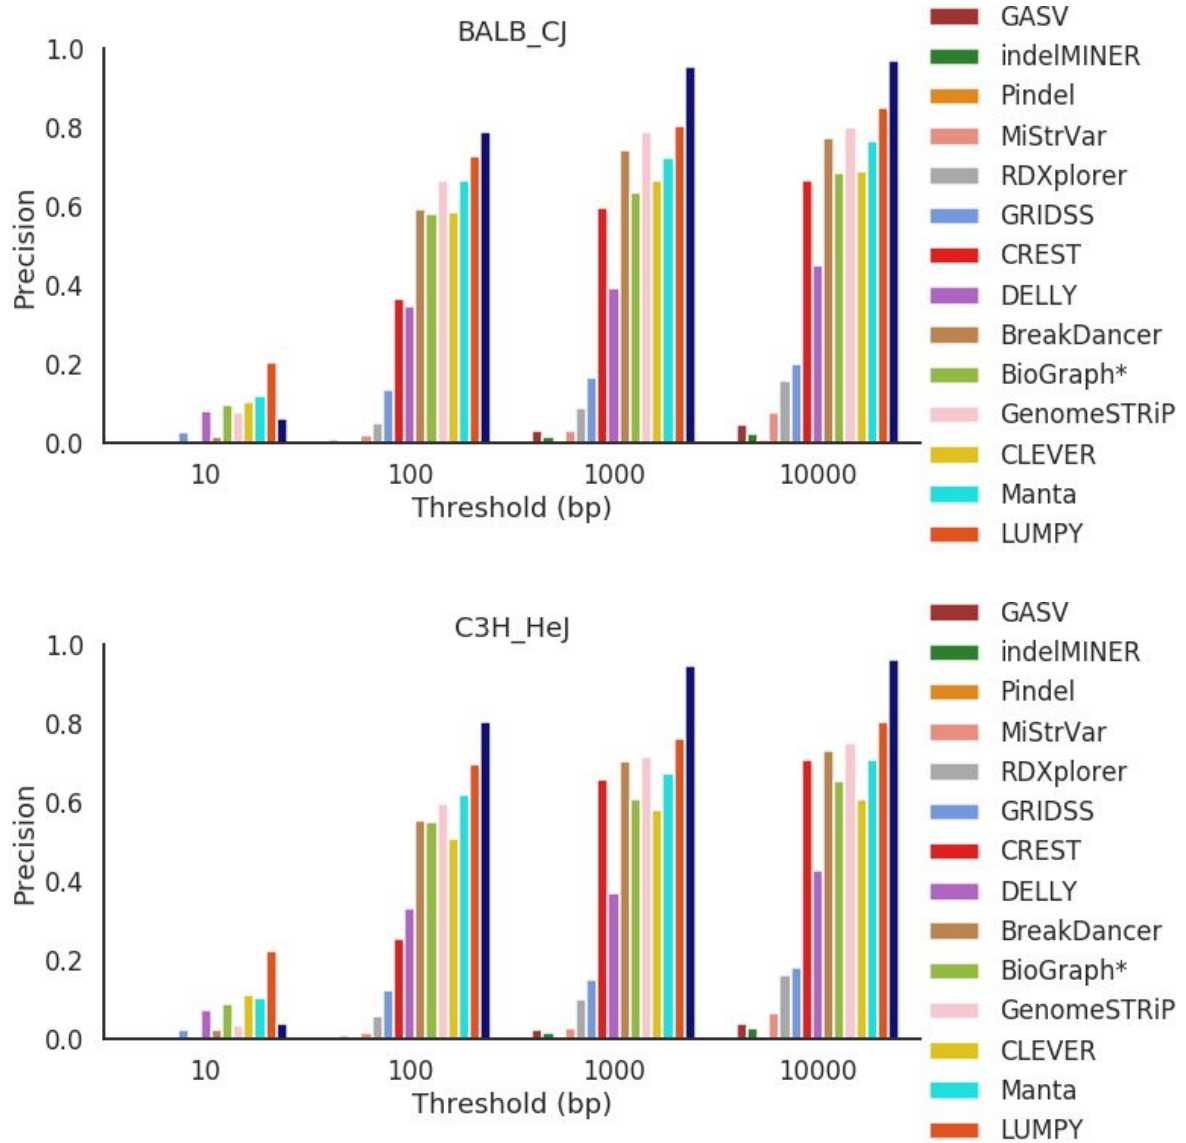 BALB_CJ
1.0
0.8
0.6
0.4
0.2
0.0
Precision
10 100 1000 10000
Threshold (bp)
GASV
indelMINER
Pindel
MiStrVar
RDXplorer
GRIDSS
CREST
DELLY
BreakDancer
BioGraph*
GenomeSTRiP
CLEVER
Manta
LUMPY
C3H_HeJ
1.0
0.8
0.6
0.4
0.2
0.0
Precision
10 100 1000 10000
Threshold (bp)
GASV
indelMINER
Pindel
MiStrVar
RDXplorer
GRIDSS
CREST
DELLY
BreakDancer
BioGraph*
GenomeSTRiP
CLEVER
Manta
LUMPY